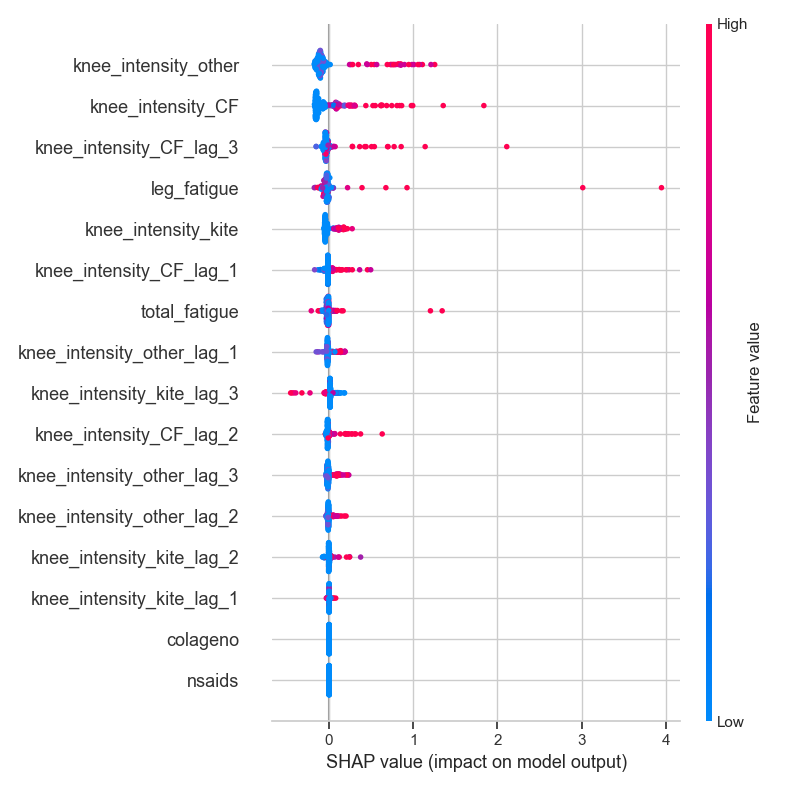 High
knee_intensity_other
knee_intensity_CF
knee_intensity_CF_lag_3
leg_fatigue
knee_intensity_kite
knee_intensity_CF_lag_1
total_fatigue
knee_intensity_other_lag_1
knee_intensity_kite_lag_3
knee_intensity_CF_lag_2
knee_intensity_other_lag_3
knee_intensity_other_lag_2
knee_intensity_kite_lag_2
knee_intensity_kite_lag_1
colageno
nsaids
Feature value
Low
0 1 2 3 4
SHAP value (impact on model output)